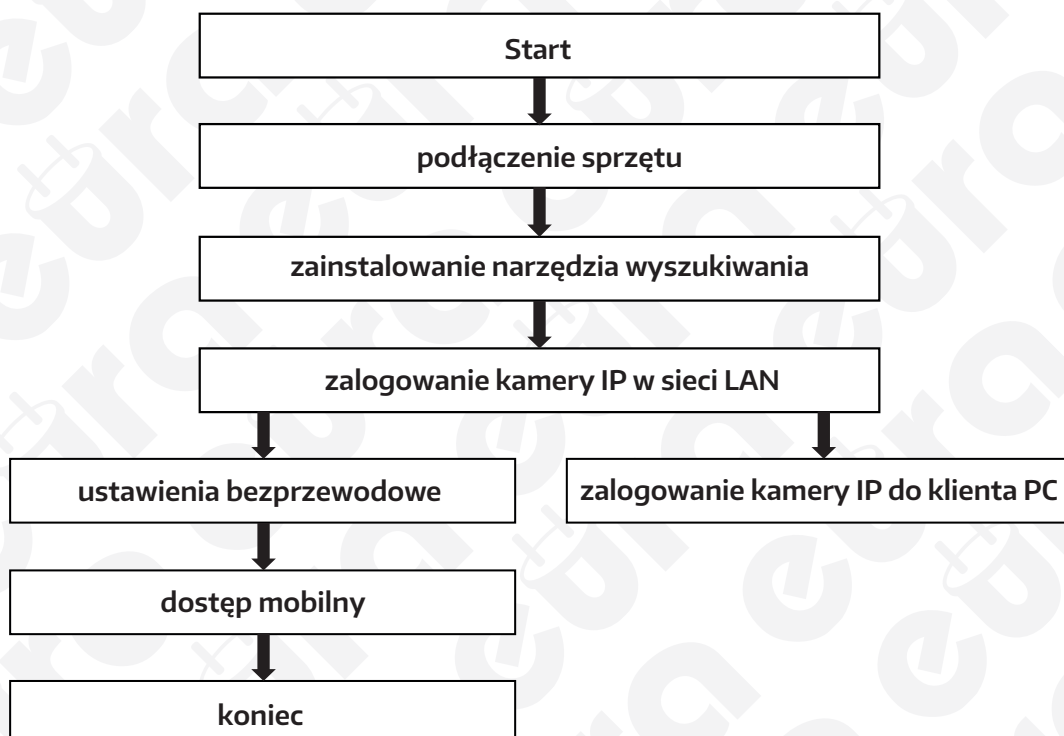 Start
podłączenie sprzętu
zainstalowanie narzędzia wyszukiwania
zalogowanie kamery IP w sieci LAN
ustawienia bezprzewodowe
zalogowanie kamery IP do klienta PC
dostęp mobilny
koniec
eura